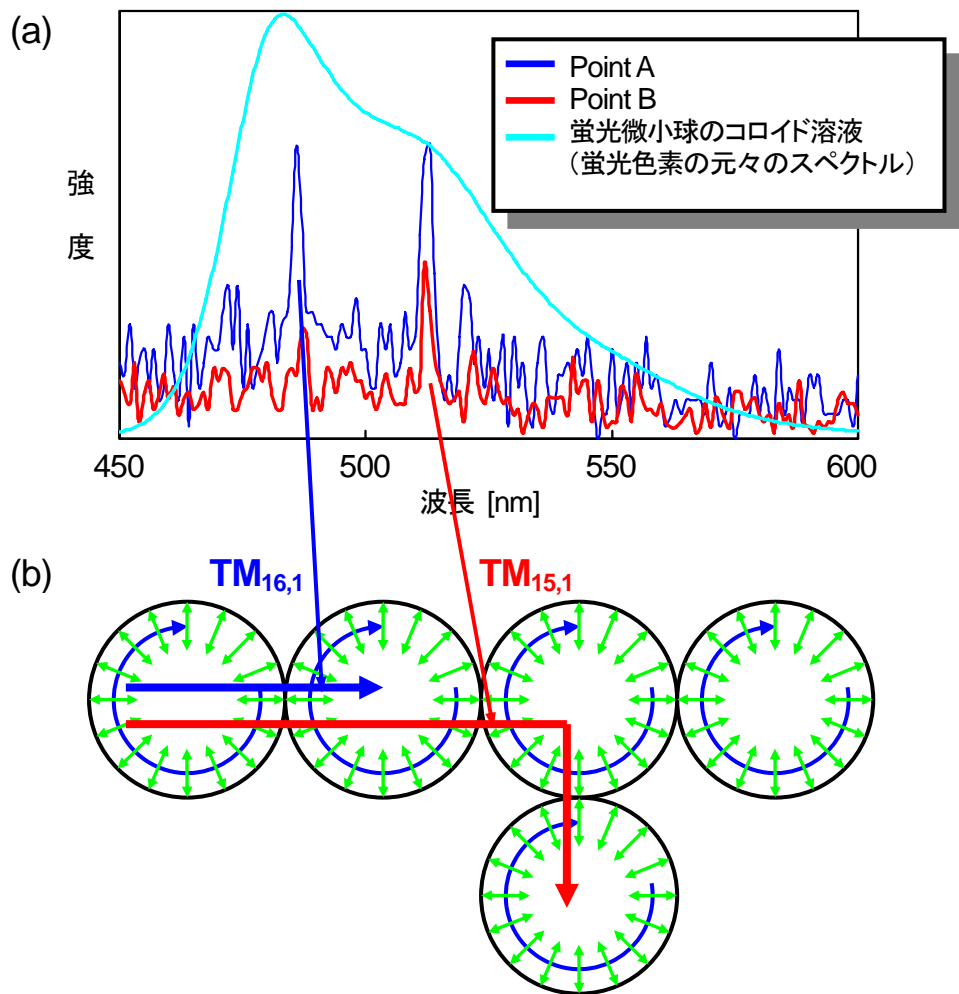 (a)
Point A
Point B
蛍光微小球のコロイド溶液
（蛍光色素の元々のスペクトル）
強
度
450
500
550
600
波長 [nm]
(b)
TM16,1
TM15,1